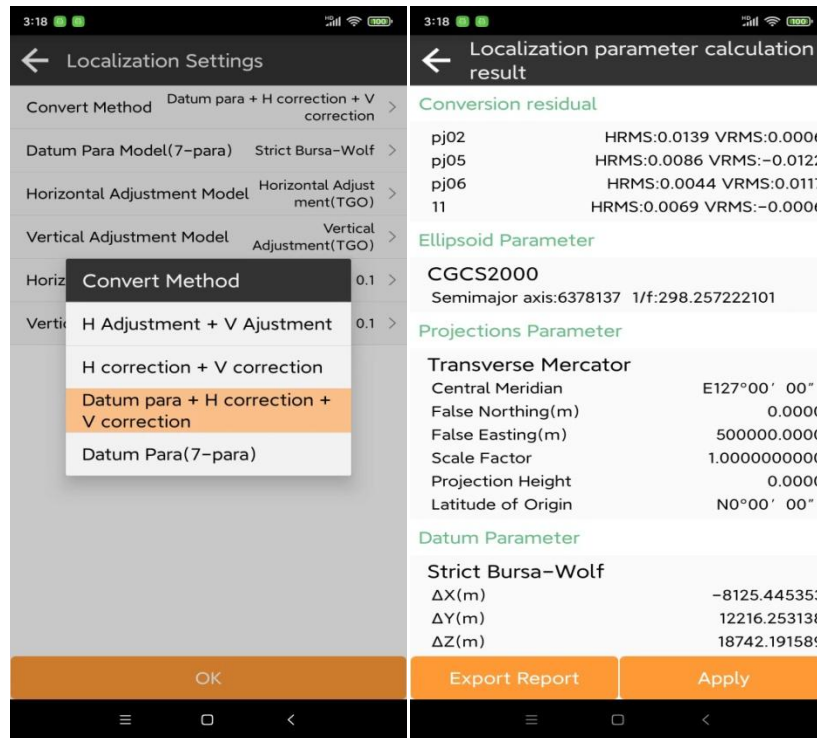 3:18
HD
100
Localization Settings
Convert Method
Datum para + H correction + V
correction
Datum Para Model(7-para)
Strict Bursa-Wolf
Horizontal Adjustment Model
Horizontal Adjust
ment(TGO)
Vertical Adjustment Model
Vertical
Adjustment(TGO)
Horiz
0.1
Vertic
0.1
Convert Method
H Adjustment + V Ajustment
H correction + V correction
Datum para + H correction +
V correction
Datum Para(7-para)
OK
3:18
HD
100
Localization parameter calculation
result
Conversion residual
pj02 HRMS:0.0139 VRMS:0.0006
pj05 HRMS:0.0086 VRMS:-0.0122
pj06 HRMS:0.0044 VRMS:0.0117
11 HRMS:0.0069 VRMS:-0.0006
Ellipsoid Parameter
CGCS2000
Semimajor axis:6378137 1/f:298.257222101
Projections Parameter
Transverse Mercator
Central Meridian E127°00′ 00″
False Northing(m) 0.0000
False Easting(m) 500000.0000
Scale Factor 1.0000000000
Projection Height 0.0000
Latitude of Origin N0°00′ 00″
Datum Parameter
Strict Bursa-Wolf
ΔX(m) -8125.445353
ΔY(m) 12216.253138
ΔZ(m) 18742.191589
Export Report
Apply